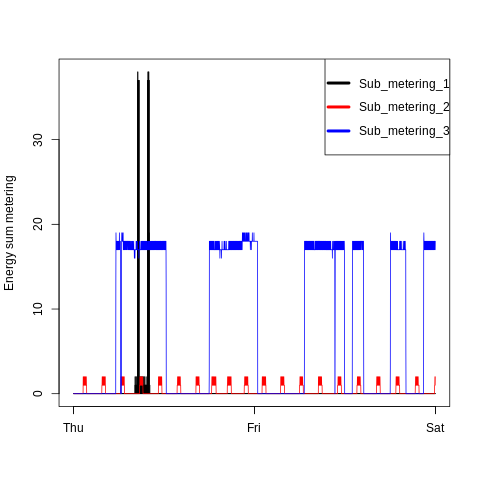 Sub_metering_1
Sub_metering_2
Sub_metering_3
Energy sum metering
30
20
10
0
Thu Fri Sat